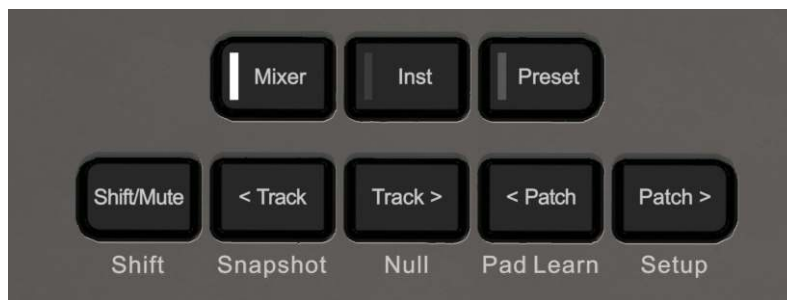 Mixer Inst Preset
Shift/Mute < Track Track > < Patch Patch >
Shift Snapshot Null Pad Learn Setup